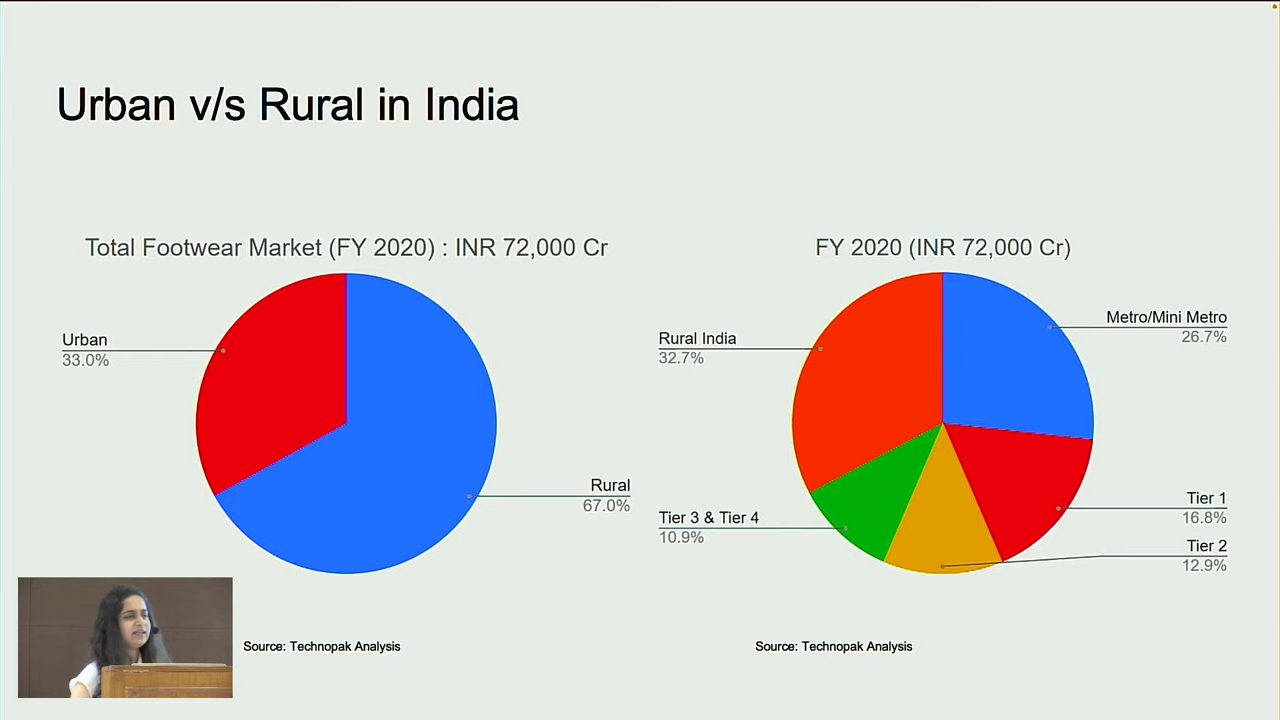 Urban v/s Rural in India
Total Footwear Market (FY 2020) : INR 72,000 Cr
Urban
33.0%
Rural
67.0%
Source: Technopak Analysis
FY 2020 (INR 72,000 Cr)
Rural India
32.7%
Metro/Mini Metro
26.7%
Tier 1
16.8%
Tier 3 & Tier 4
10.9%
Tier 2
12.9%
Source: Technopak Analysis